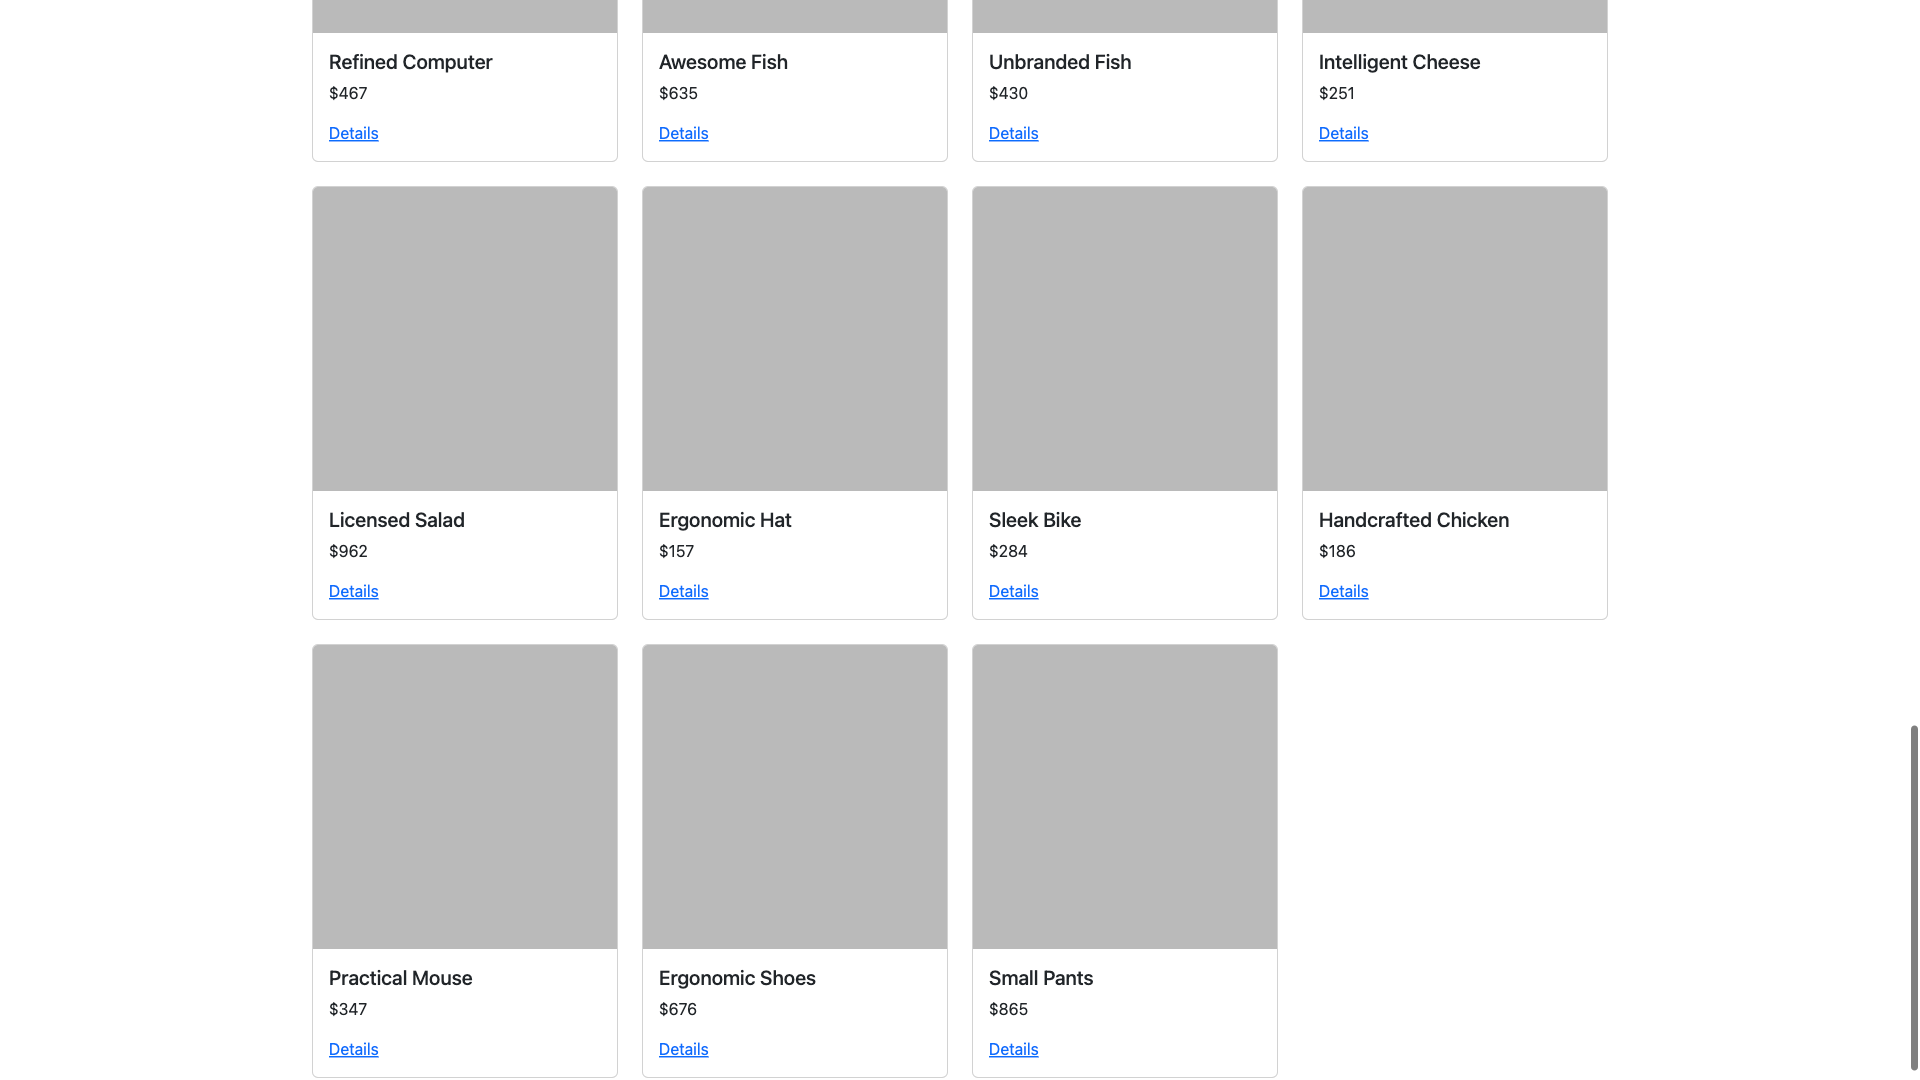 Refined Computer
$467
Details
Awesome Fish
$635
Details
Unbranded Fish
$430
Details
Intelligent Cheese
$251
Details
Licensed Salad
$962
Details
Ergonomic Hat
$157
Details
Sleek Bike
$284
Details
Handcrafted Chicken
$186
Details
Practical Mouse
$347
Details
Ergonomic Shoes
$676
Details
Small Pants
$865
Details